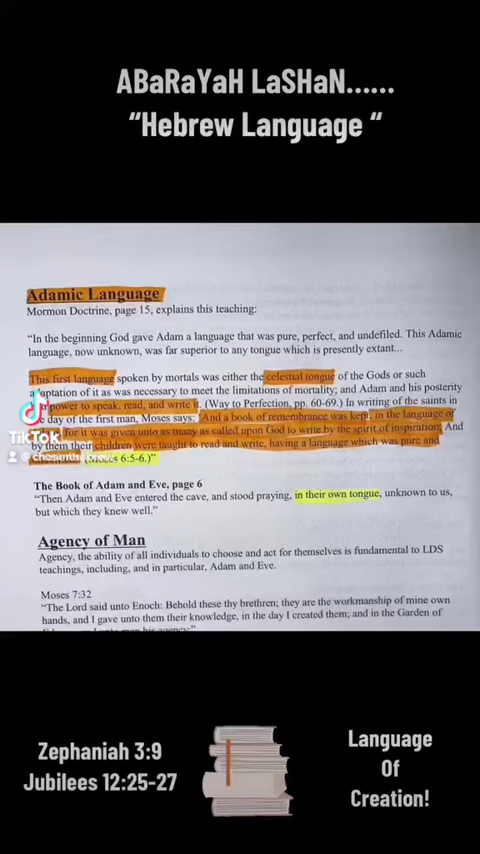 ABaRaYaH LaSHaN......
“Hebrew Language “
Adamic Language
Mormon Doctrine, page 15, explains this teaching:
“In the beginning God gave Adam a language that was pure, perfect, and undefiled. This Adamic
language, now unknown, was far superior to any tongue which is presently extant...
This first language spoken by mortals was either the celestial tongue of the Gods or such
adaptation of it as was necessary to meet the limitations of mortality; and Adam and his posterity
power to speak, read, and write it. (Way to Perfection, pp. 60-69.) In writing of the saints in
the day of the first man, Moses says: 'And a book of remembrance was kept, in the language of
for it was given unto as many as called upon God to write by the spirit of inspiration; And
by them their children were taught to read and write, having a language which was pure and
6:5-6.)”
TikTok
The Book of Adam and Eve, page 6
“Then Adam and Eve entered the cave, and stood praying, in their own tongue, unknown to us,
but which they knew well.”
Agency of Man
Agency, the ability of all individuals to choose and act for themselves is fundamental to LDS
teachings, including, and in particular, Adam and Eve.
Moses 7:32
“The Lord said unto Enoch: Behold these thy brethren; they are the workmanship of mine own
hands, and I gave unto them their knowledge, in the day I created them; and in the Garden of
Zephaniah 3:9
Jubilees 12:25-27
Language
Of
Creation!